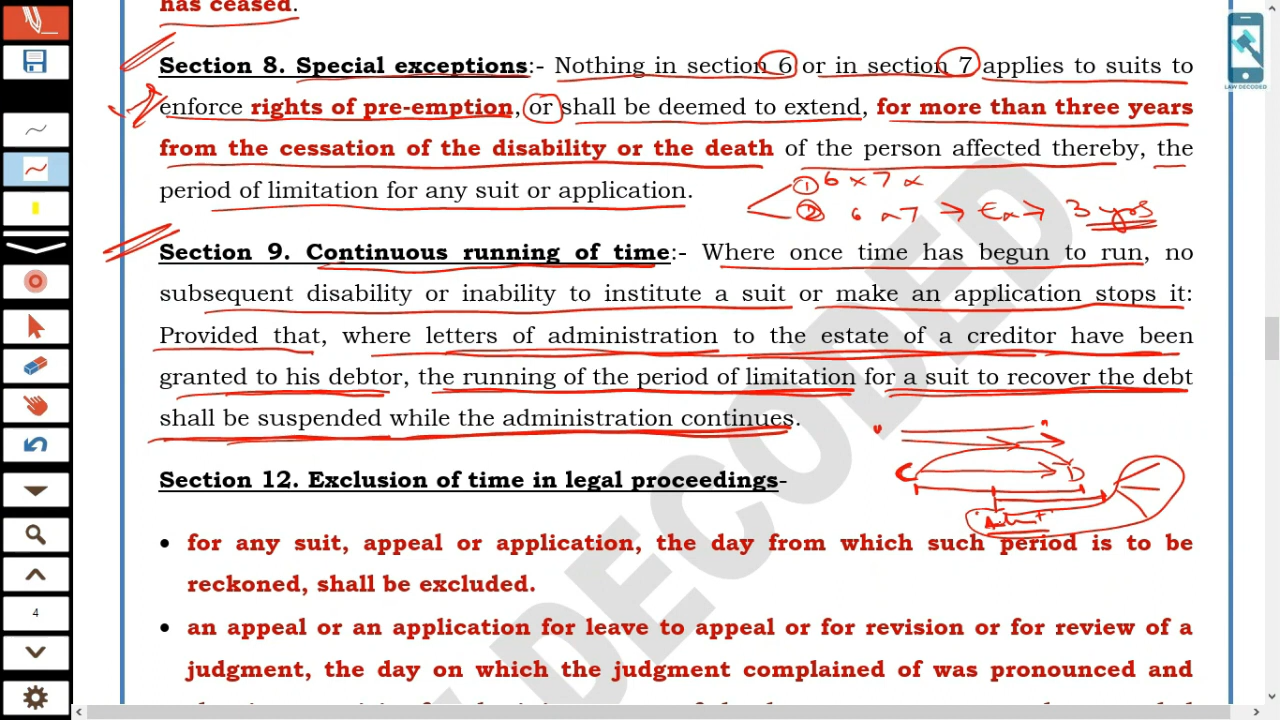 has ceased.
LAW DECODED
Section 8. Special exceptions:- Nothing in section 6 or in section 7 applies to suits to
enforce rights of pre-emption, or shall be deemed to extend, for more than three years
from the cessation of the disability or the death of the person affected thereby, the
period of limitation for any suit or application.
① 6 x 7 x
② 6 7 → Ex → 3 yrs
Section 9. Continuous running of time:- Where once time has begun to run, no
subsequent disability or inability to institute a suit or make an application stops it:
Provided that, where letters of administration to the estate of a creditor have been
granted to his debtor, the running of the period of limitation for a suit to recover the debt
shall be suspended while the administration continues.
C D
Section 12. Exclusion of time in legal proceedings-
• for any suit, appeal or application, the day from which such period is to be
reckoned, shall be excluded.
• an appeal or an application for leave to appeal or for revision or for review of a
judgment, the day on which the judgment complained of was pronounced and
4
DECODED